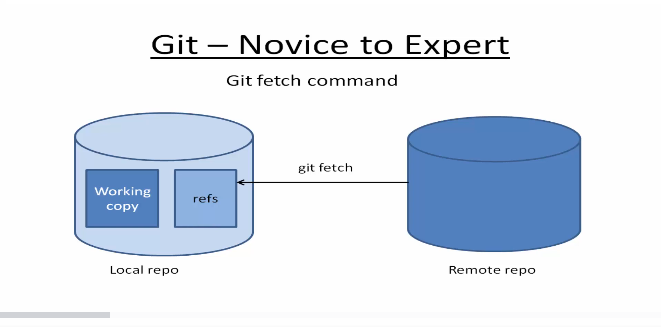 Git – Novice to Expert
Git fetch command
git fetch
Working
copy
refs
Local repo
Remote repo